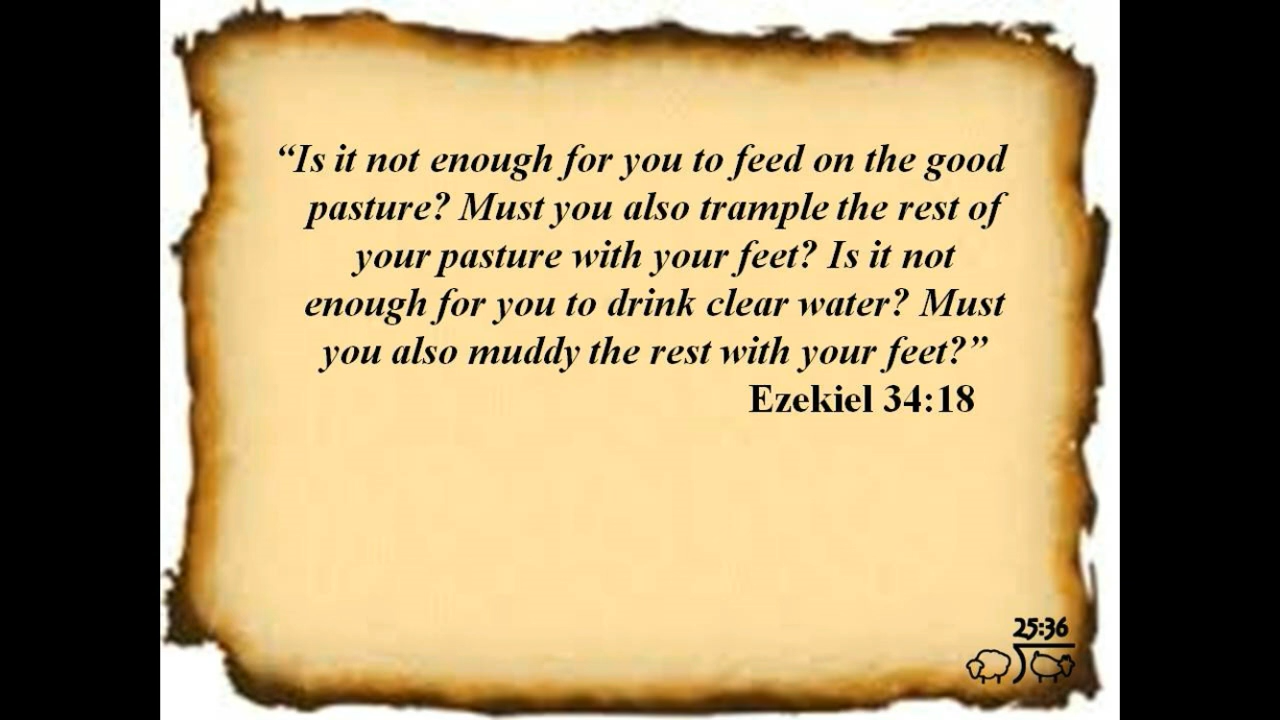 “Is it not enough for you to feed on the good
pasture? Must you also trample the rest of
your pasture with your feet? Is it not
enough for you to drink clear water? Must
you also muddy the rest with your feet?”
Ezekiel 34:18
25:36